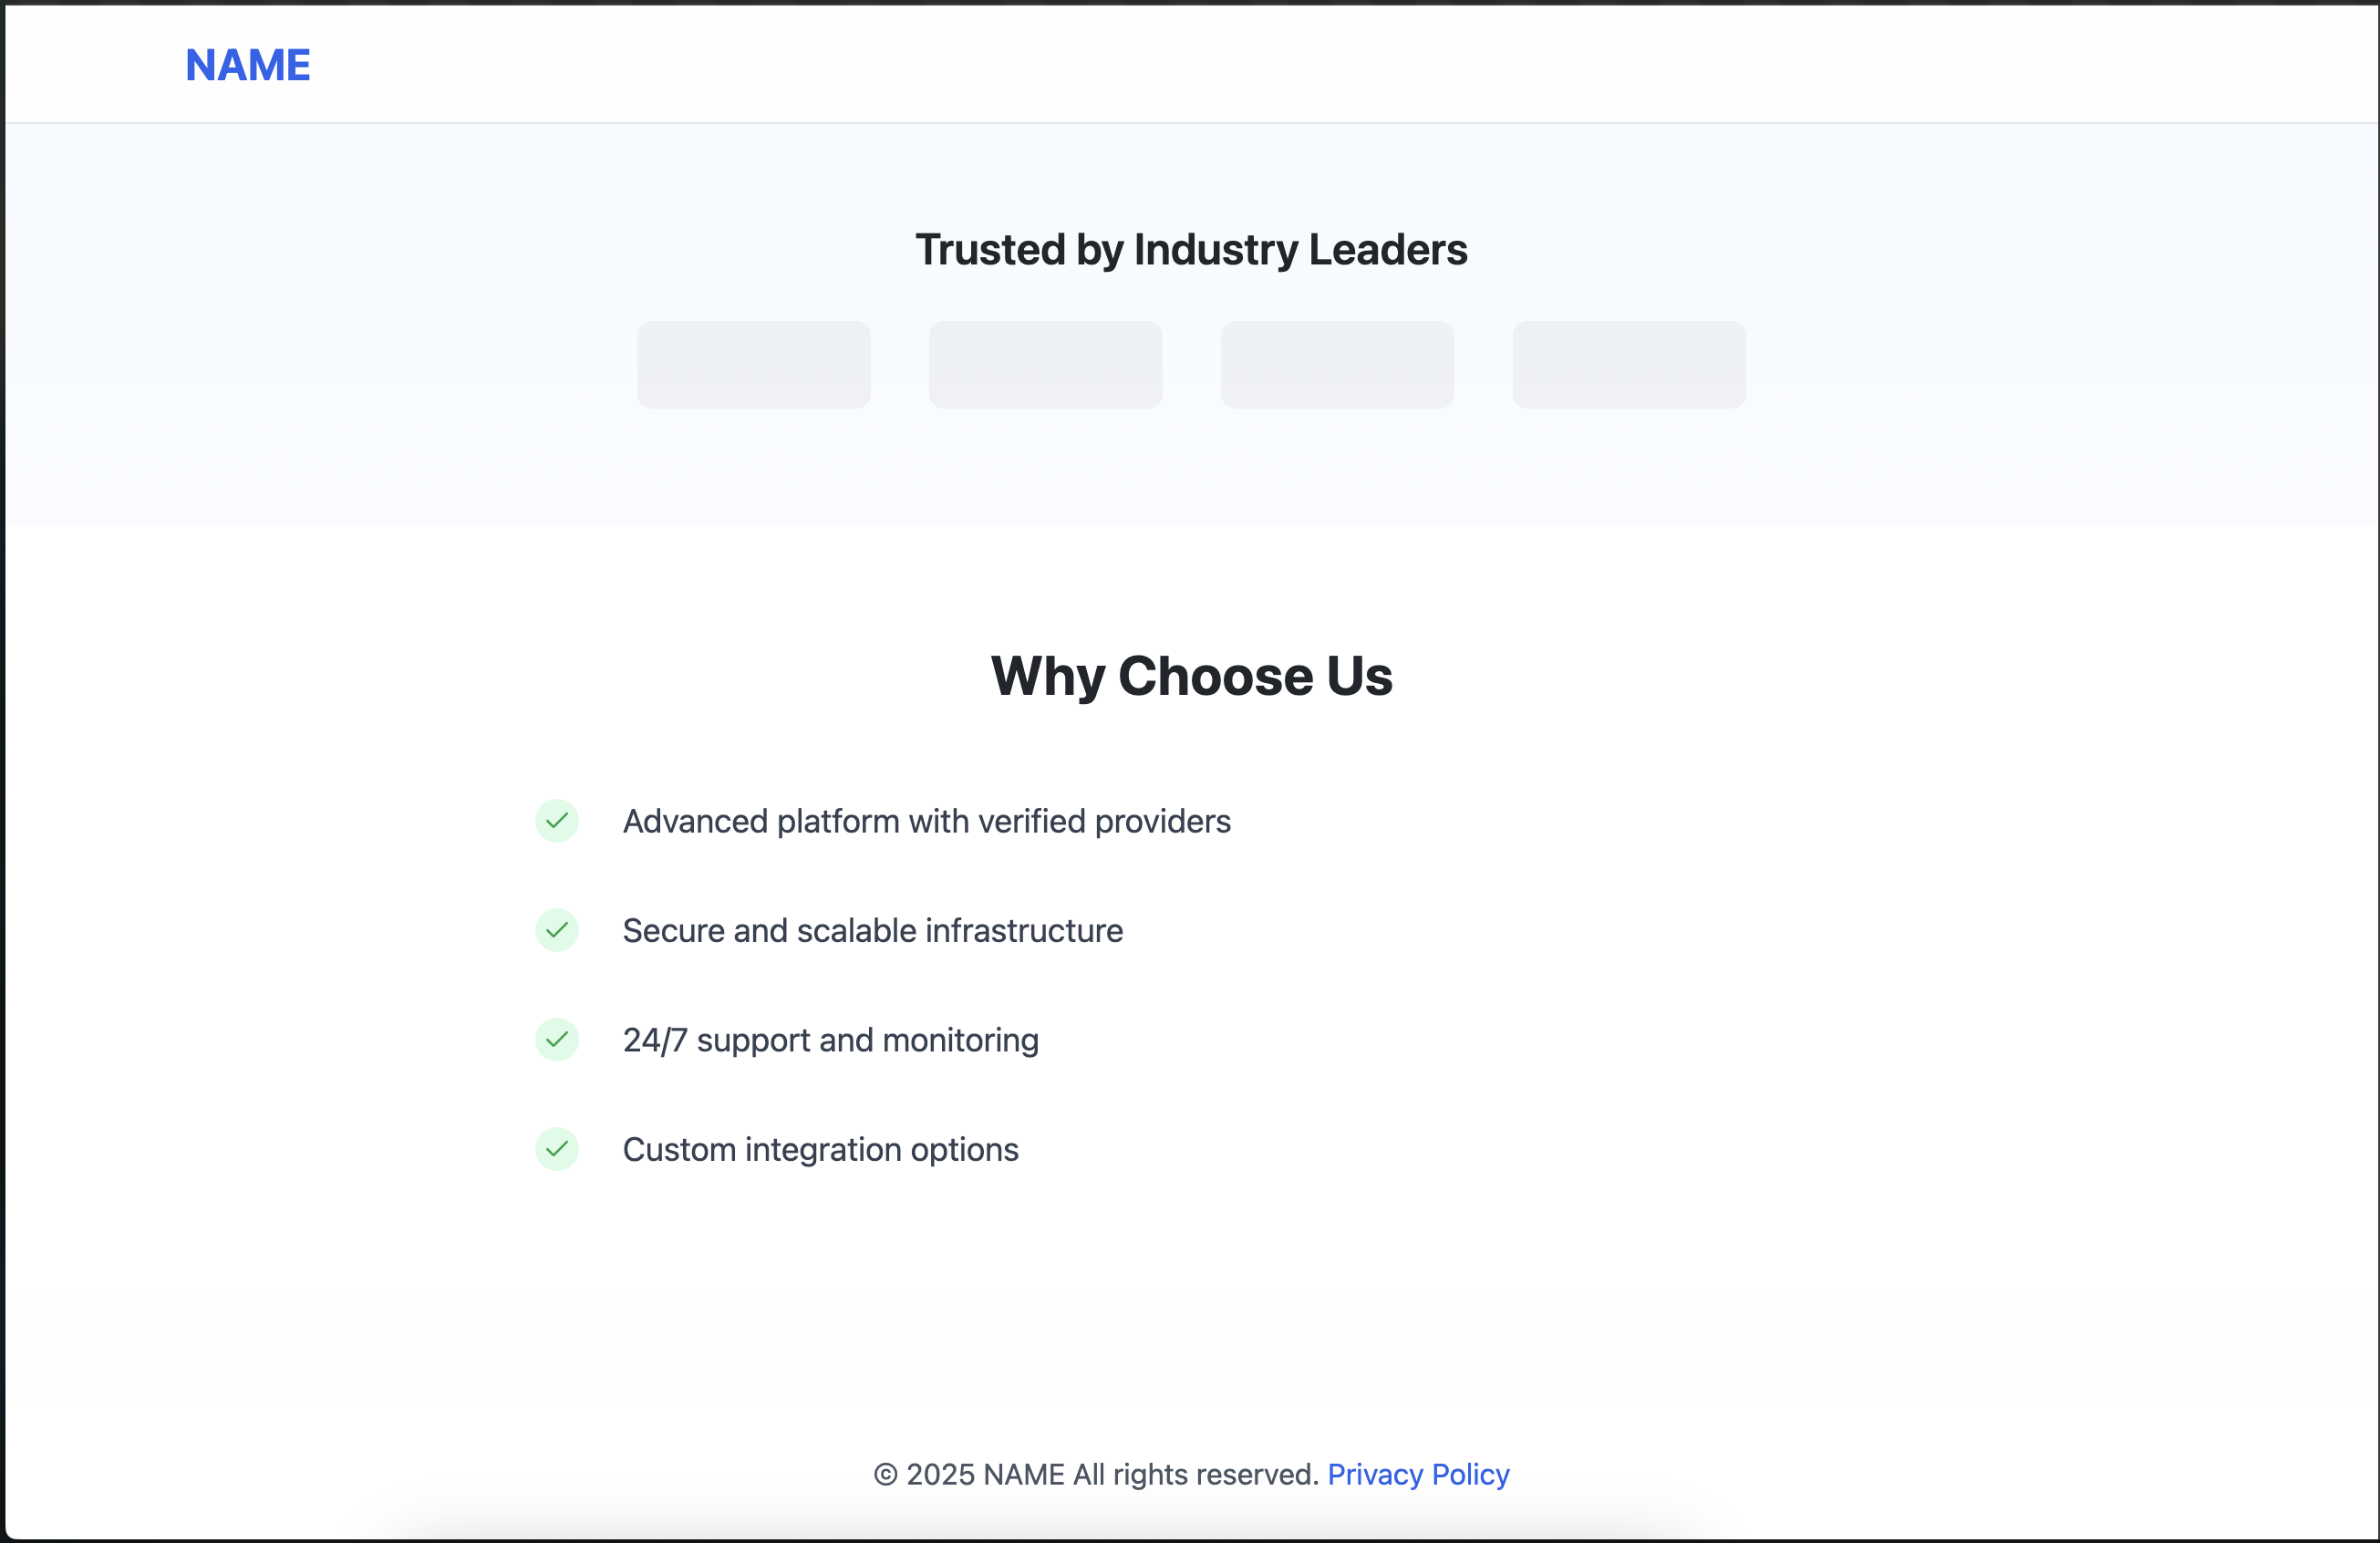 NAME
Trusted by Industry Leaders
Why Choose Us
Advanced platform with verified providers
Secure and scalable infrastructure
24/7 support and monitoring
Custom integration options
© 2025 NAME All rights reserved. Privacy Policy